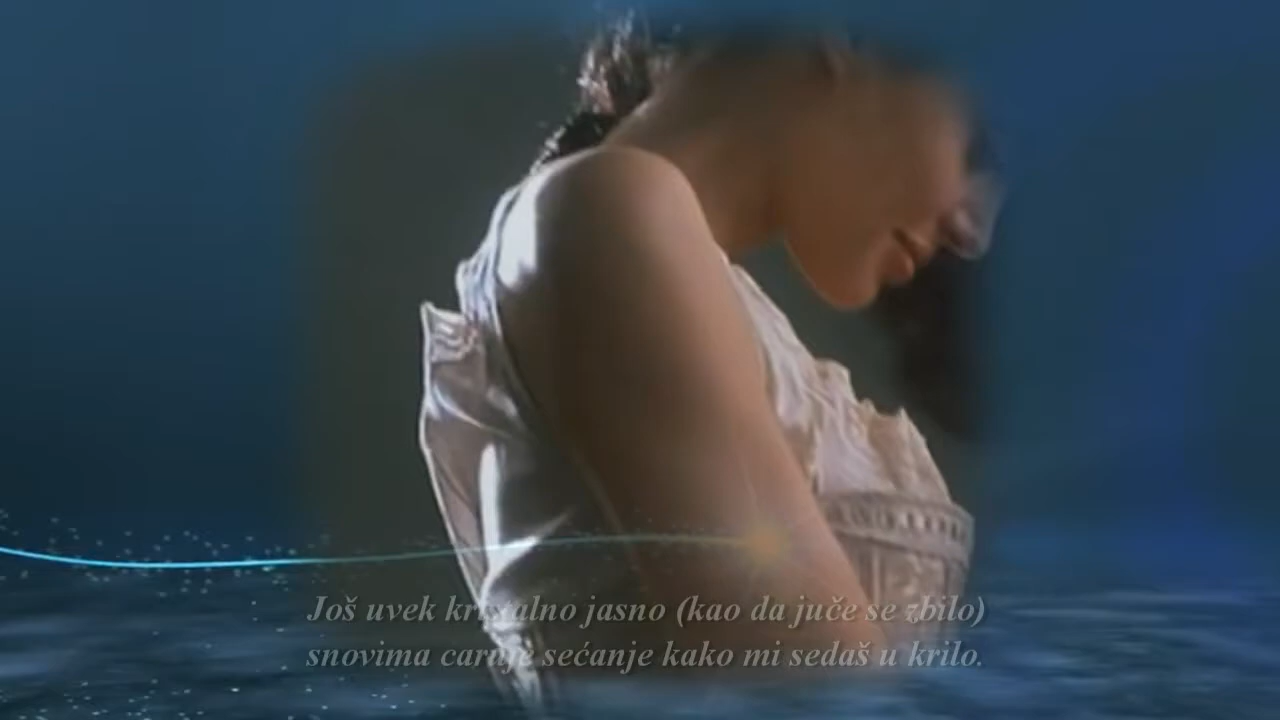 Još uvek kristalno jasno (kao da juče se zbilo)
snovima caruje sećanje kako mi sedaš u krilo.